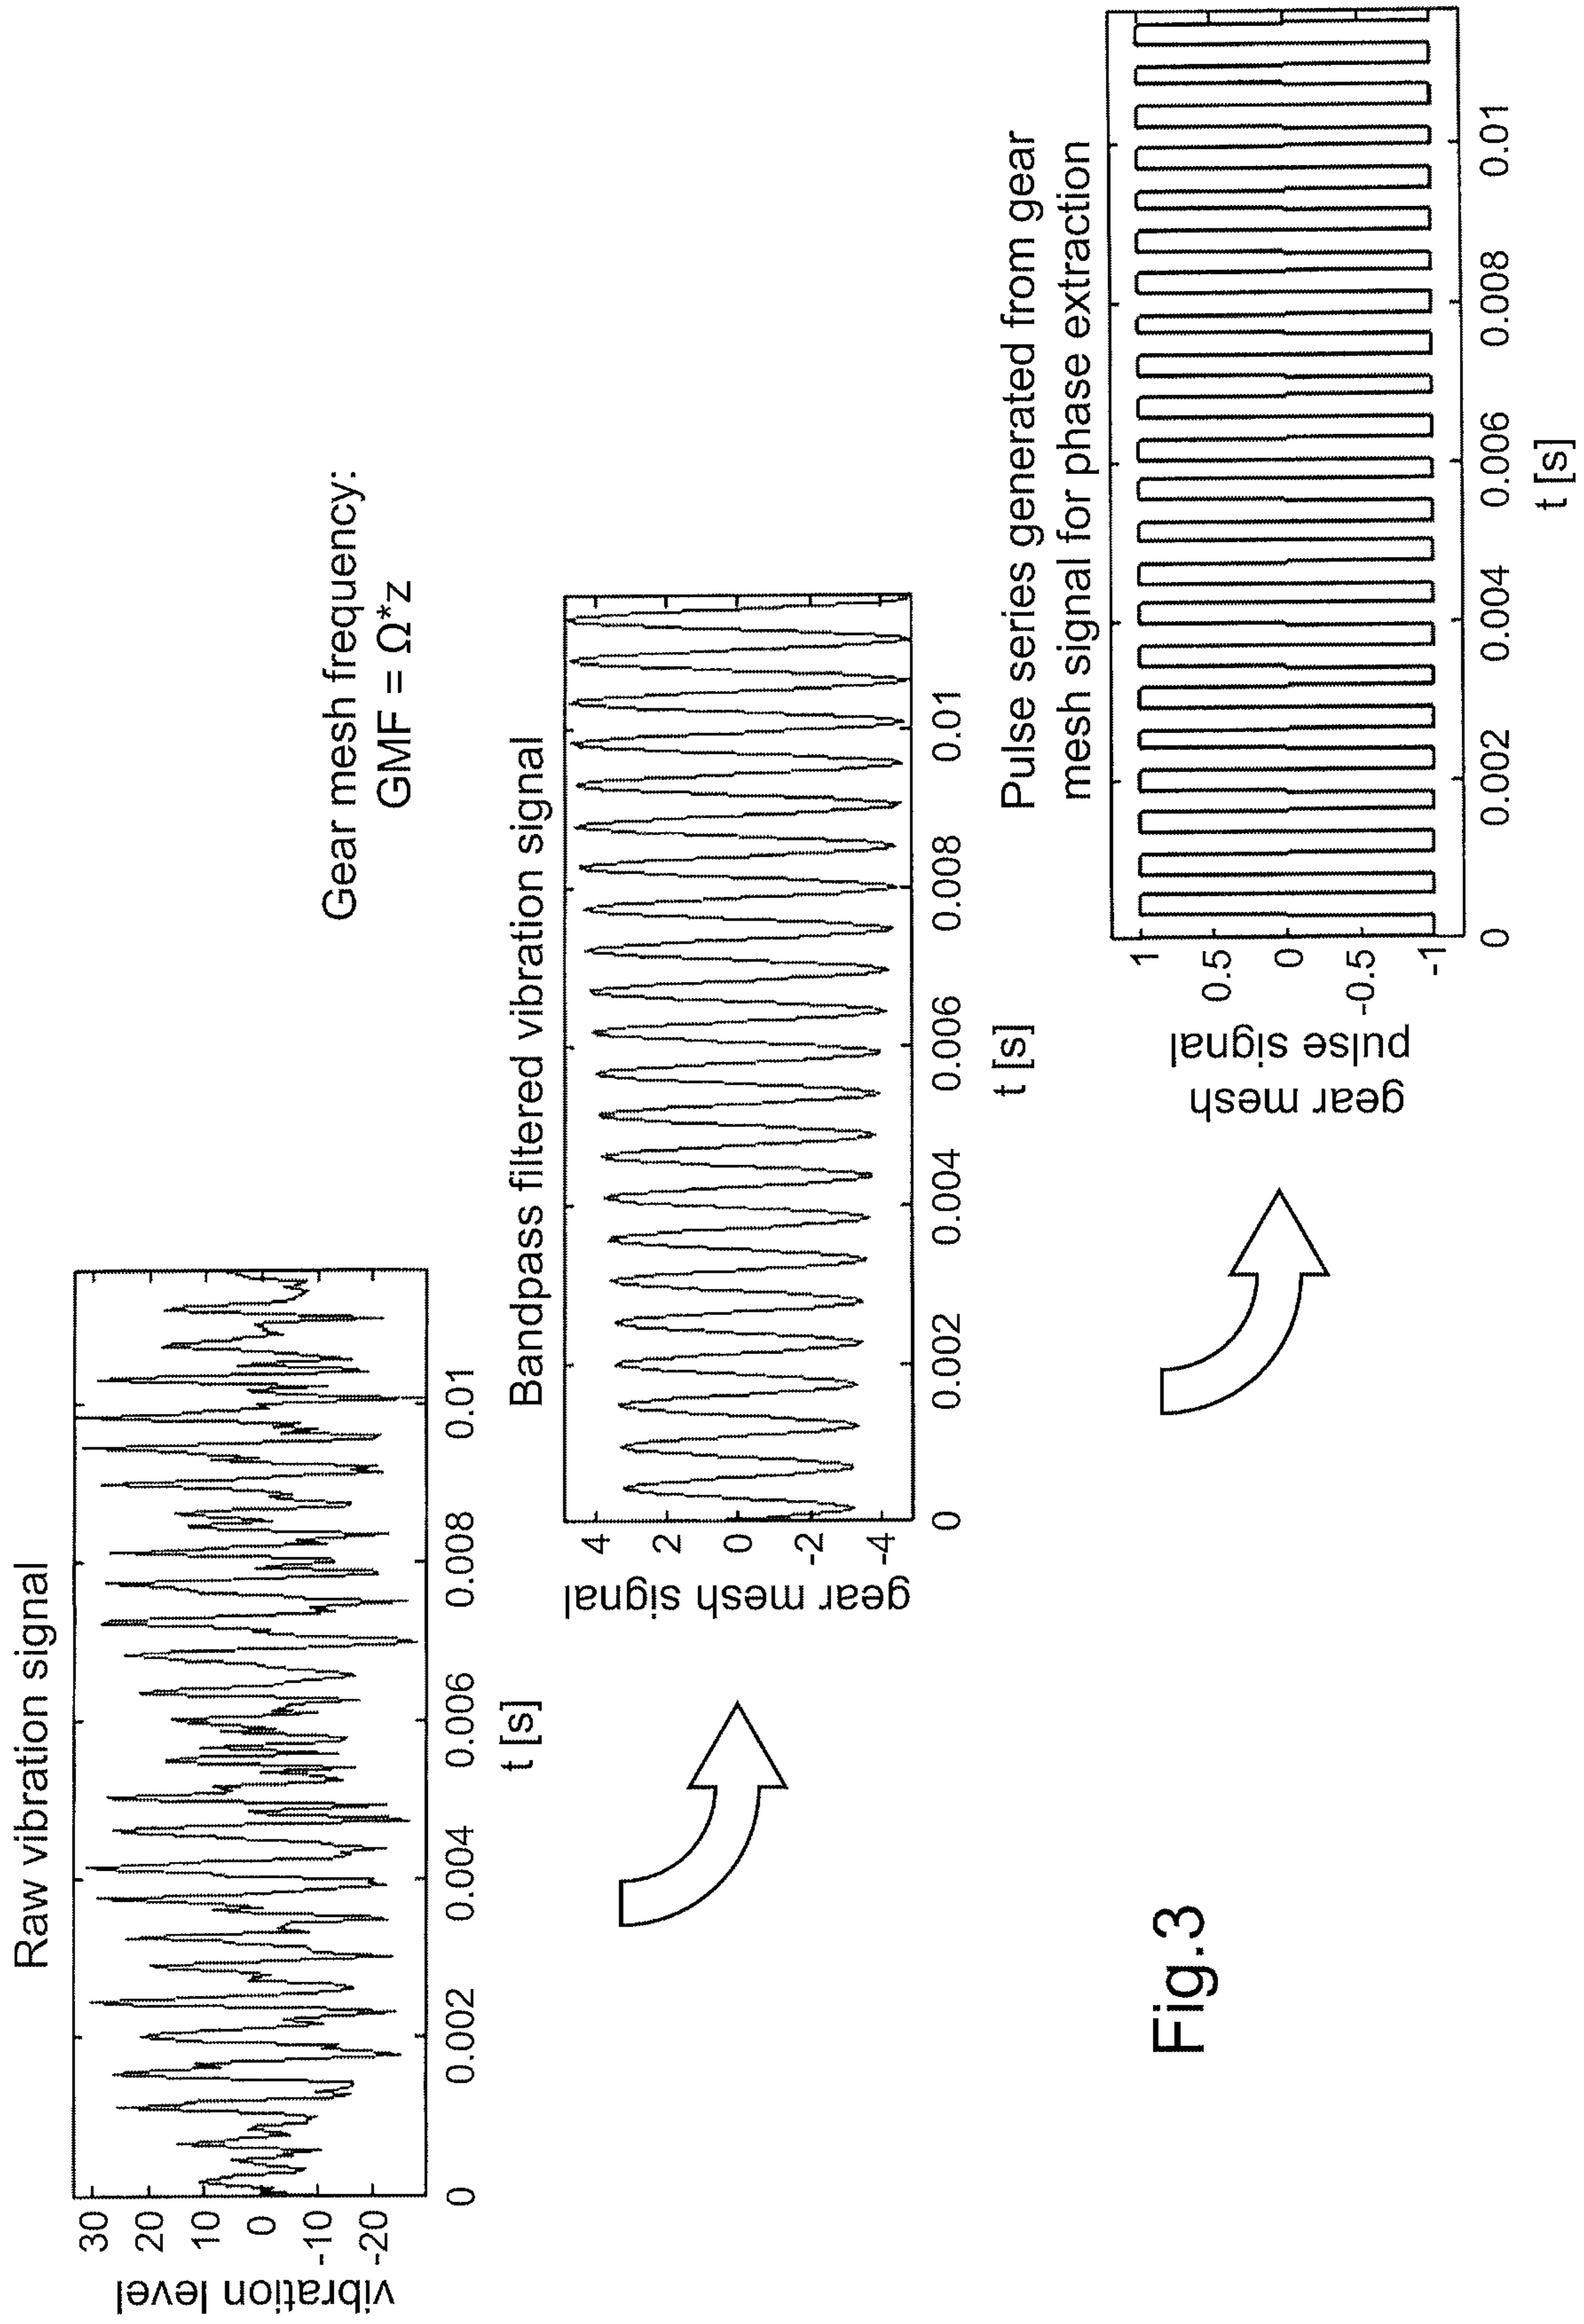 Raw vibration signal
vibration level
30
20
10
0
-10
-20
0 0.002 0.004 0.006 0.008 0.01
t [s]
Gear mesh frequency:
GMF = Ω*z
Bandpass filtered vibration signal
gear mesh signal
4
2
0
-2
-4
0 0.002 0.004 0.006 0.008 0.01
t [s]
Pulse series generated from gear
mesh signal for phase extraction
gear mesh
pulse signal
1
0.5
0
-0.5
-1
0 0.002 0.004 0.006 0.008 0.01
t [s]
Fig.3